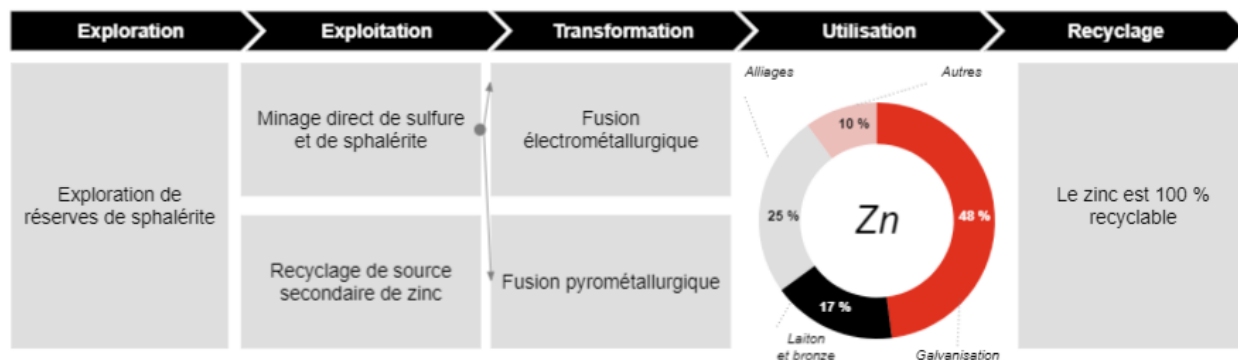 Exploration
Exploitation
Transformation
Utilisation
Recyclage
Exploration de
réserves de sphalérite
Minage direct de sulfure
et de sphalérite
Recyclage de source
secondaire de zinc
Fusion
électrométallurgique
Fusion pyrométallurgique
Alliages
Autres
10 %
25 %
Zn
48 %
17 %
Laiton
et bronze
Galvanisation
Le zinc est 100 %
recyclable